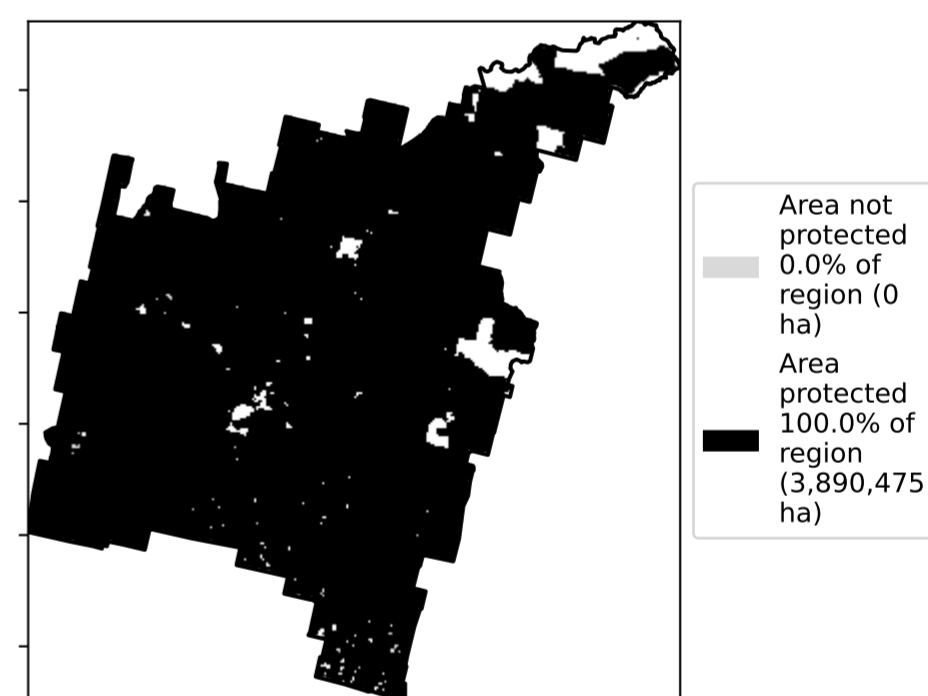 Area not
protected
0.0% of
region (0
ha)
Area
protected
100.0% of
region
(3,890,475
ha)